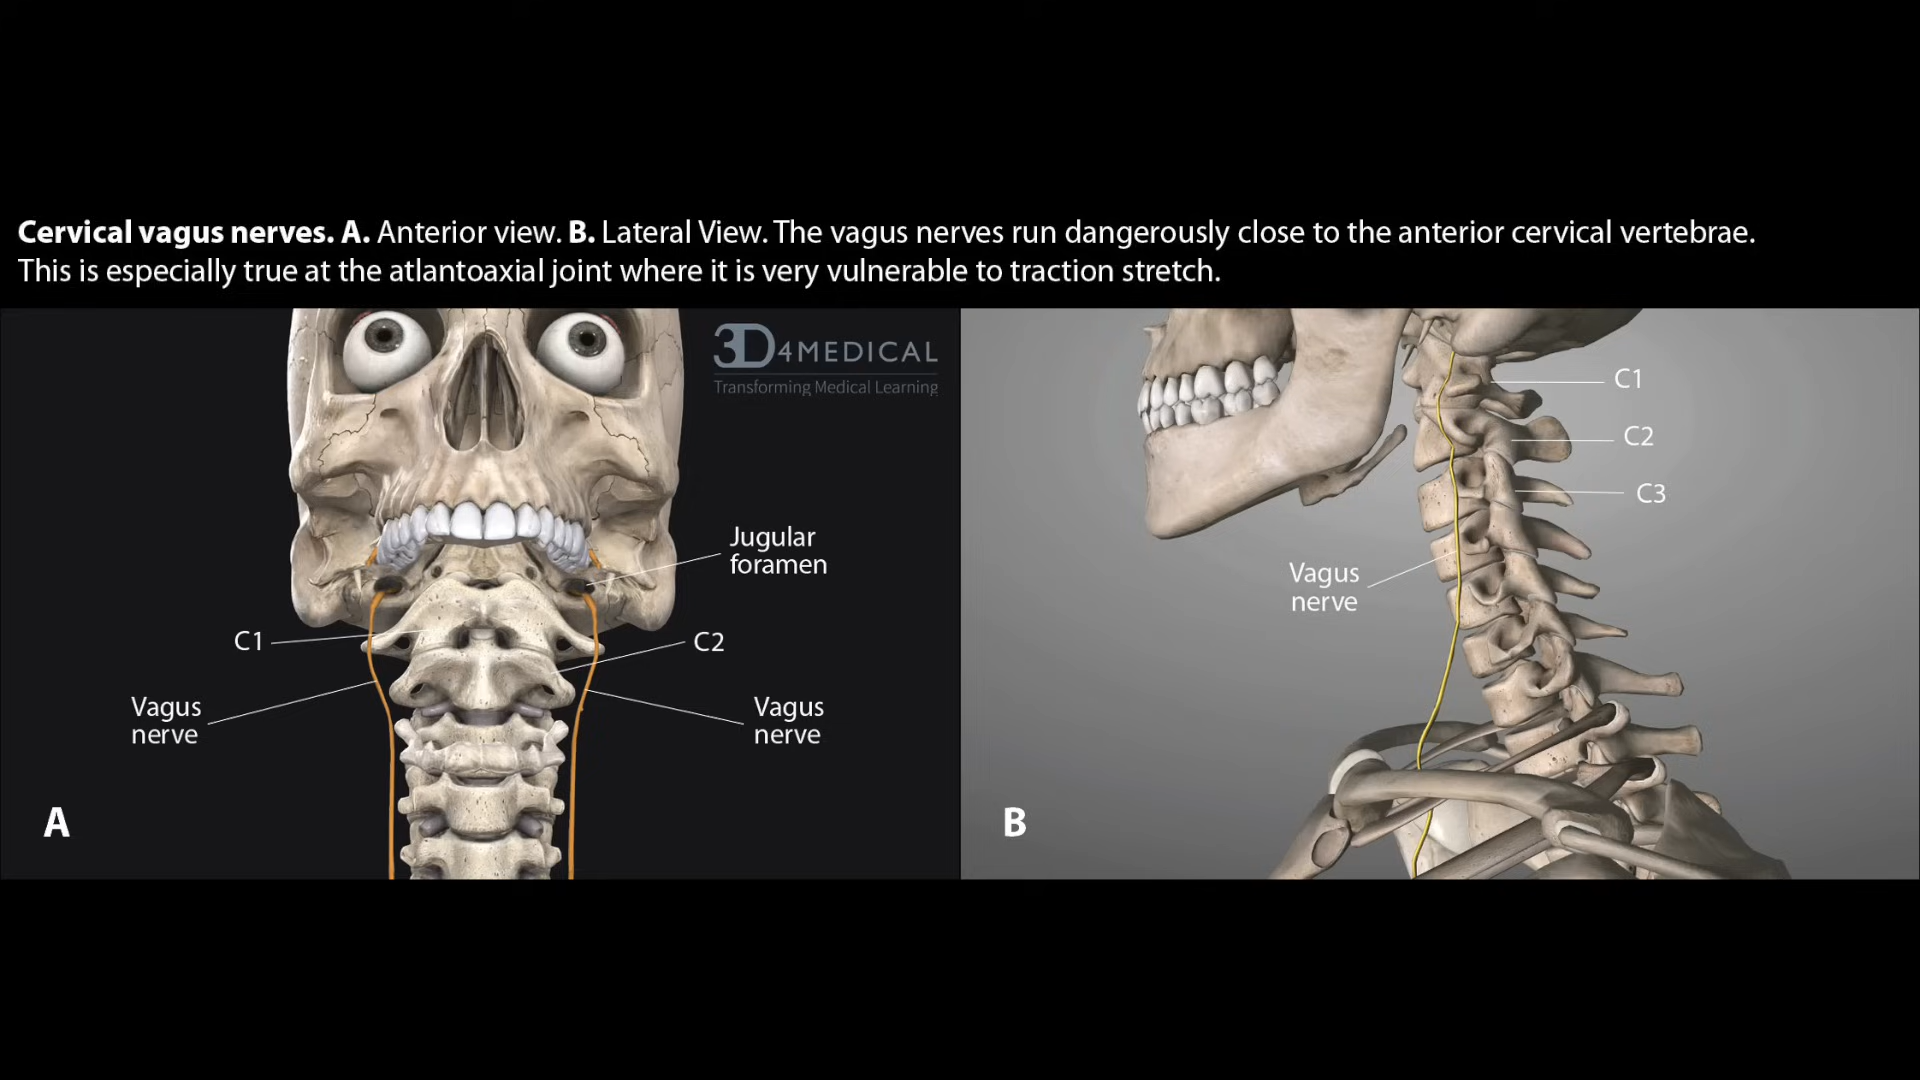 Cervical vagus nerves. A. Anterior view. B. Lateral View. The vagus nerves run dangerously close to the anterior cervical vertebrae.
This is especially true at the atlantoaxial joint where it is very vulnerable to traction stretch.
3D4MEDICAL
Transforming Medical Learning
Jugular
foramen
C1
C2
Vagus
nerve
Vagus
nerve
A
C1
C2
C3
Vagus
nerve
B